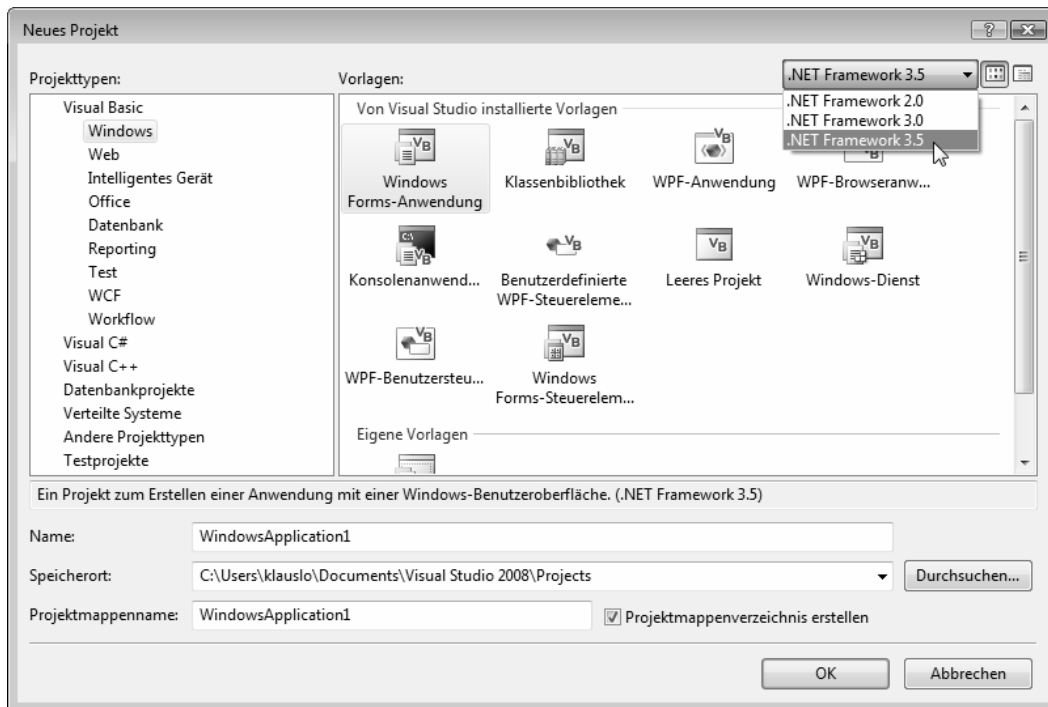 Neues Projekt
Projekttypen:
Vorlagen:
.NET Framework 3.5
.NET Framework 2.0
.NET Framework 3.0
.NET Framework 3.5
Visual Basic
Windows
Web
Intelligentes Gerät
Office
Datenbank
Reporting
Test
WCF
Workflow
Visual C#
Visual C++
Datenbankprojekte
Verteilte Systeme
Andere Projekttypen
Testprojekte
Von Visual Studio installierte Vorlagen
Windows
Forms-Anwendung
Klassenbibliothek
WPF-Anwendung
WPF-Browseranw...
Konsolenanwend...
Benutzerdefinierte
WPF-Steuereleme...
Leeres Projekt
Windows-Dienst
WPF-Benutzersteu...
Windows
Forms-Steuerelem...
Eigene Vorlagen
Ein Projekt zum Erstellen einer Anwendung mit einer Windows-Benutzeroberfläche. (.NET Framework 3.5)
Name:
WindowsApplication1
Speicherort:
C:\Users\klauslo\Documents\Visual Studio 2008\Projects
Durchsuchen...
Projektmappenname:
WindowsApplication1
Projektmappenverzeichnis erstellen
OK
Abbrechen